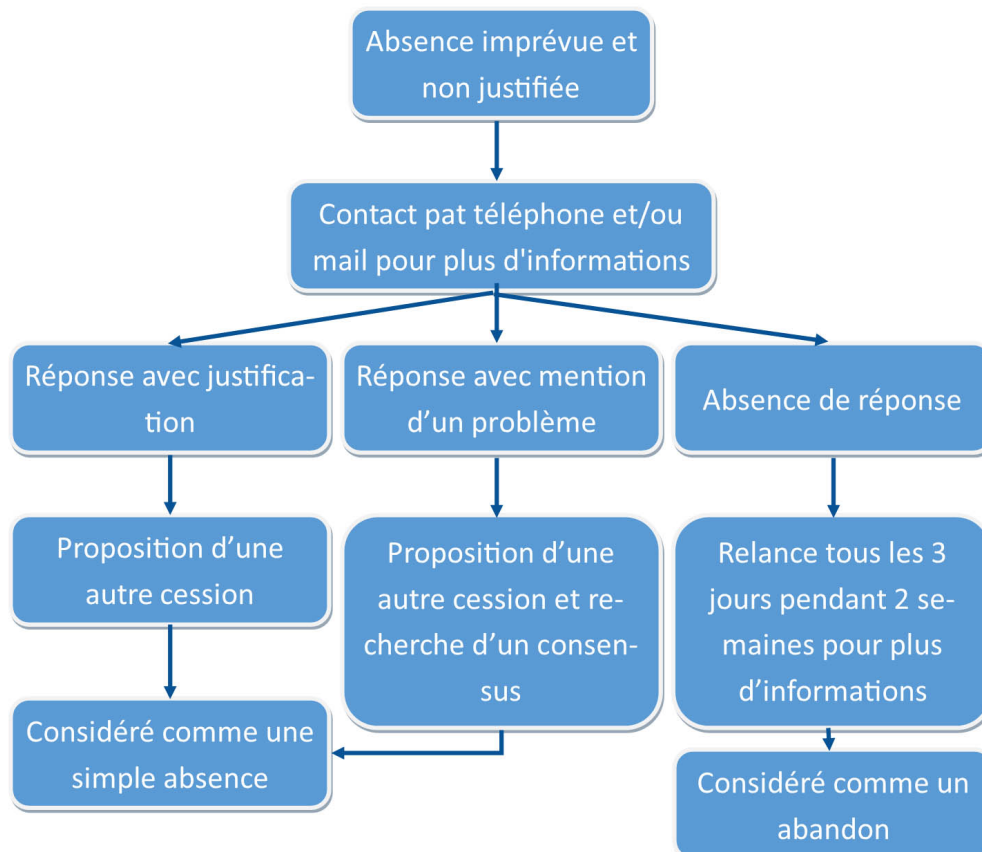 Absence imprévue et
non justifiée
Contact pat téléphone et/ou
mail pour plus d'informations
Réponse avec justifica-
tion
Réponse avec mention
d’un problème
Absence de réponse
Proposition d’une
autre cession
Proposition d’une
autre cession et re-
cherche d’un consen-
sus
Relance tous les 3
jours pendant 2 se-
maines pour plus
d’informations
Considéré comme une
simple absence
Considéré comme un
abandon